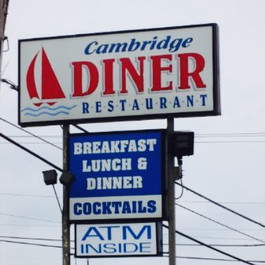 Cambridge
DINER
RESTAURANT
BREAKFAST
LUNCH &
DINNER
COCKTAILS
ATM
INSIDE